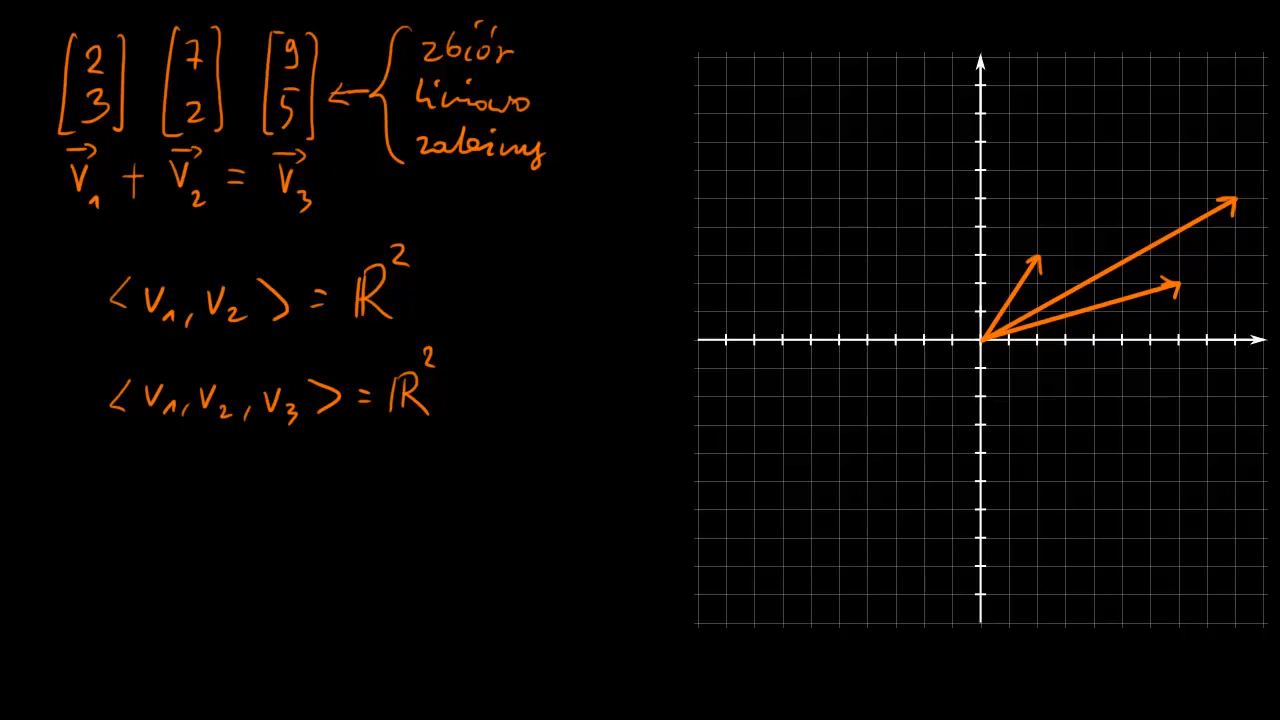 [2 3] [7 2] [9 5] ← { zbiór liniowo zależny
v⃗₁ + v⃗₂ = v⃗₃
<v₁, v₂> = ℝ²
<v₁, v₂, v₃> = ℝ²